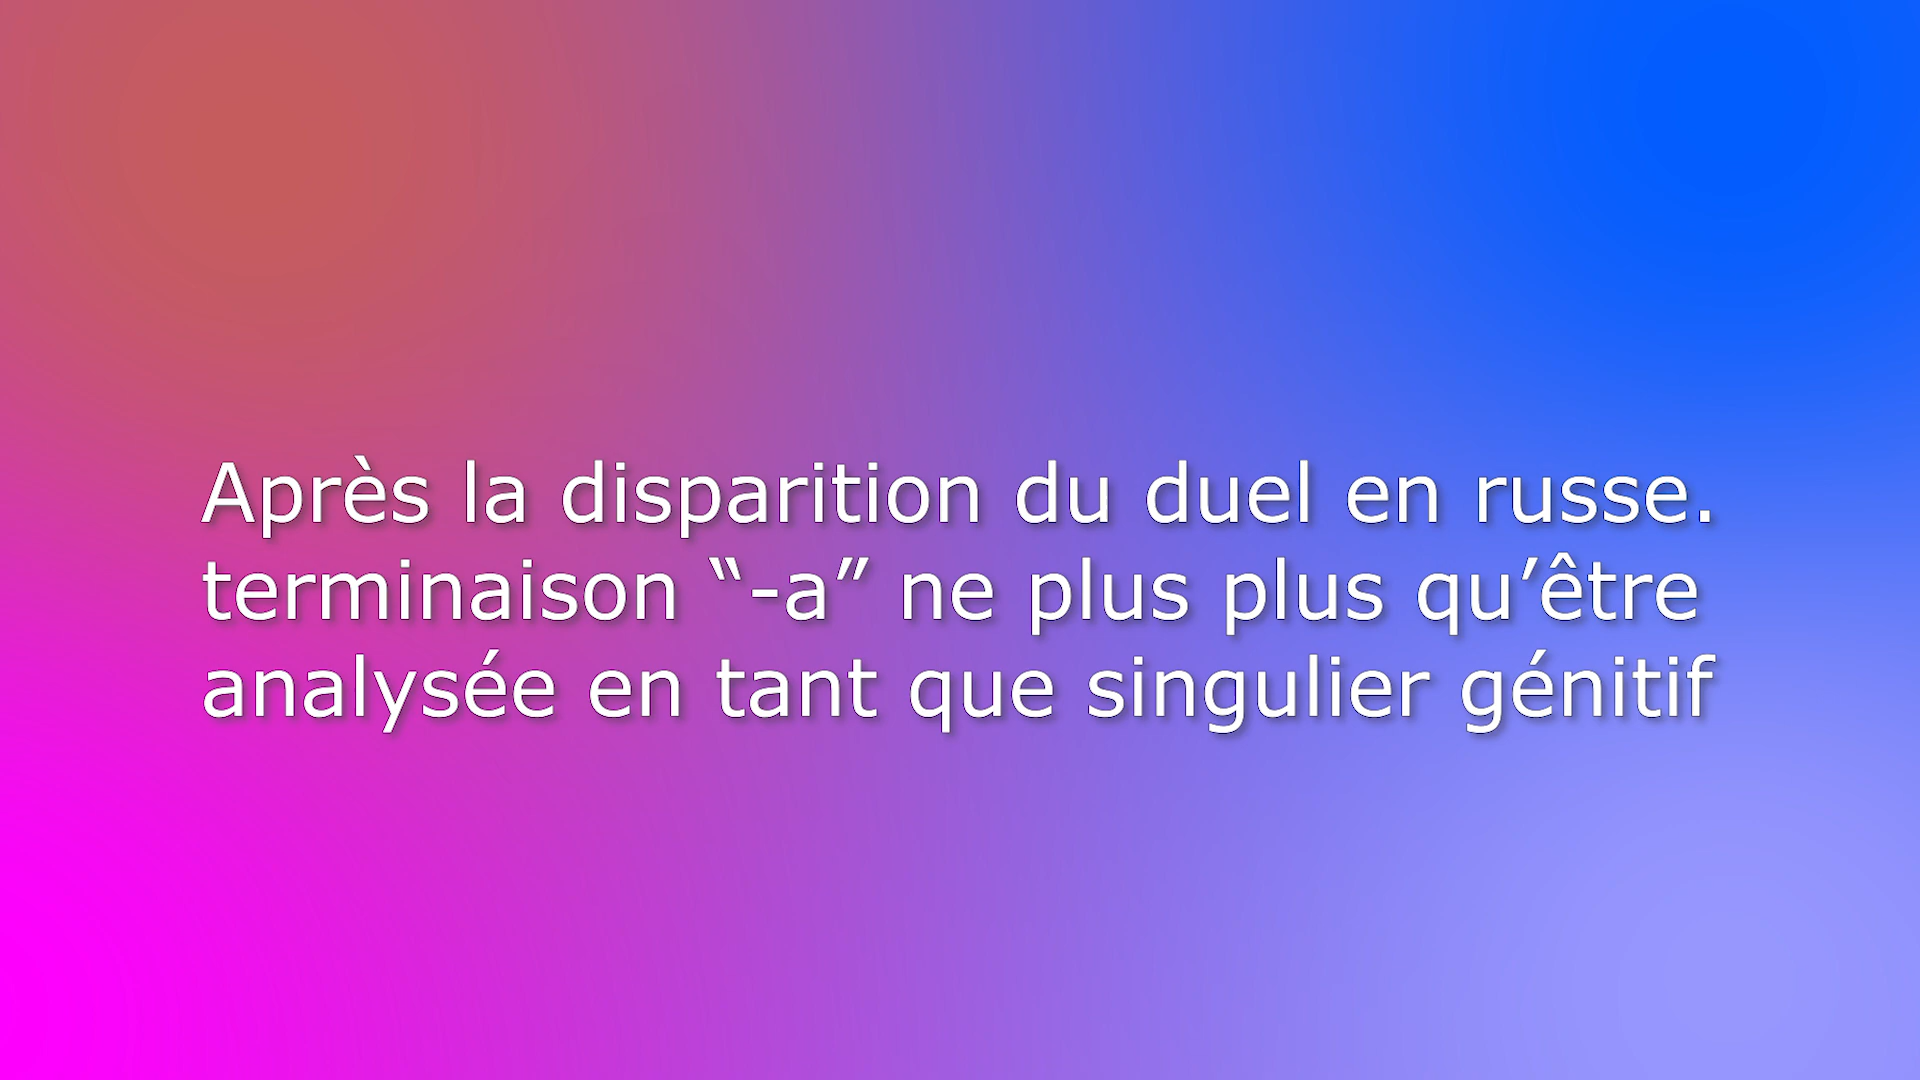 Après la disparition du duel en russe.
terminaison “-a” ne plus plus qu’être
analysée en tant que singulier génitif